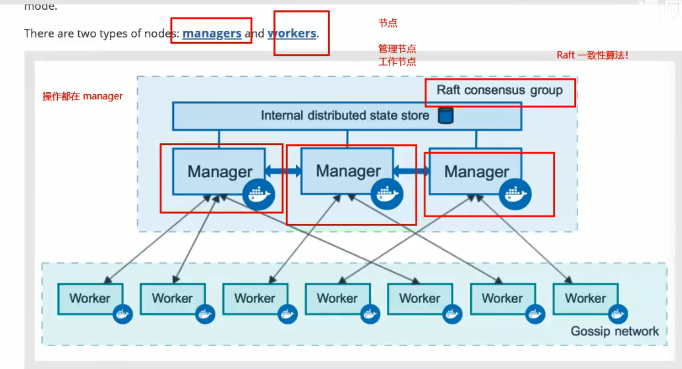 mode.
There are two types of nodes: managers and workers.
节点
管理节点
工作节点
Raft 一致性算法!
操作都在 manager
Raft consensus group
Internal distributed state store
Manager
Manager
Manager
Worker
Worker
Worker
Worker
Worker
Worker
Worker
Gossip network